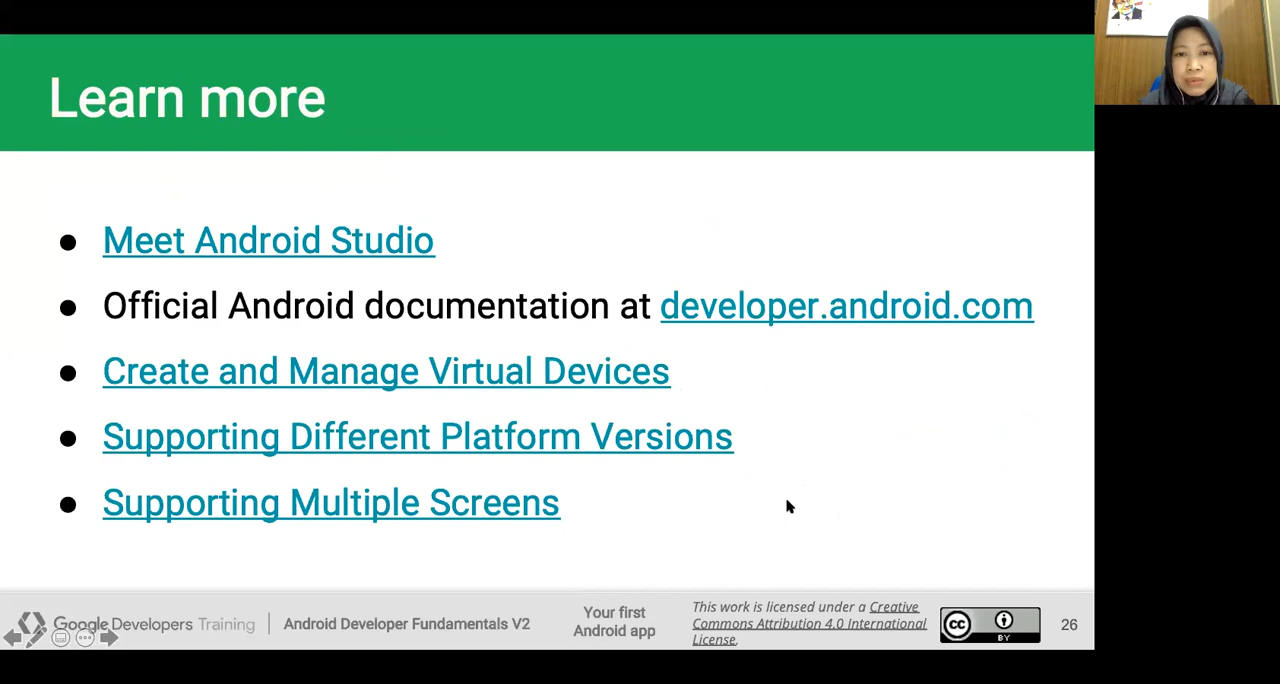 Learn more
Meet Android Studio
Official Android documentation at developer.android.com
Create and Manage Virtual Devices
Supporting Different Platform Versions
Supporting Multiple Screens
Google Developers Training
Android Developer Fundamentals V2
Your first
Android app
This work is licensed under a Creative
Commons Attribution 4.0 International
License.
cc
BY
26